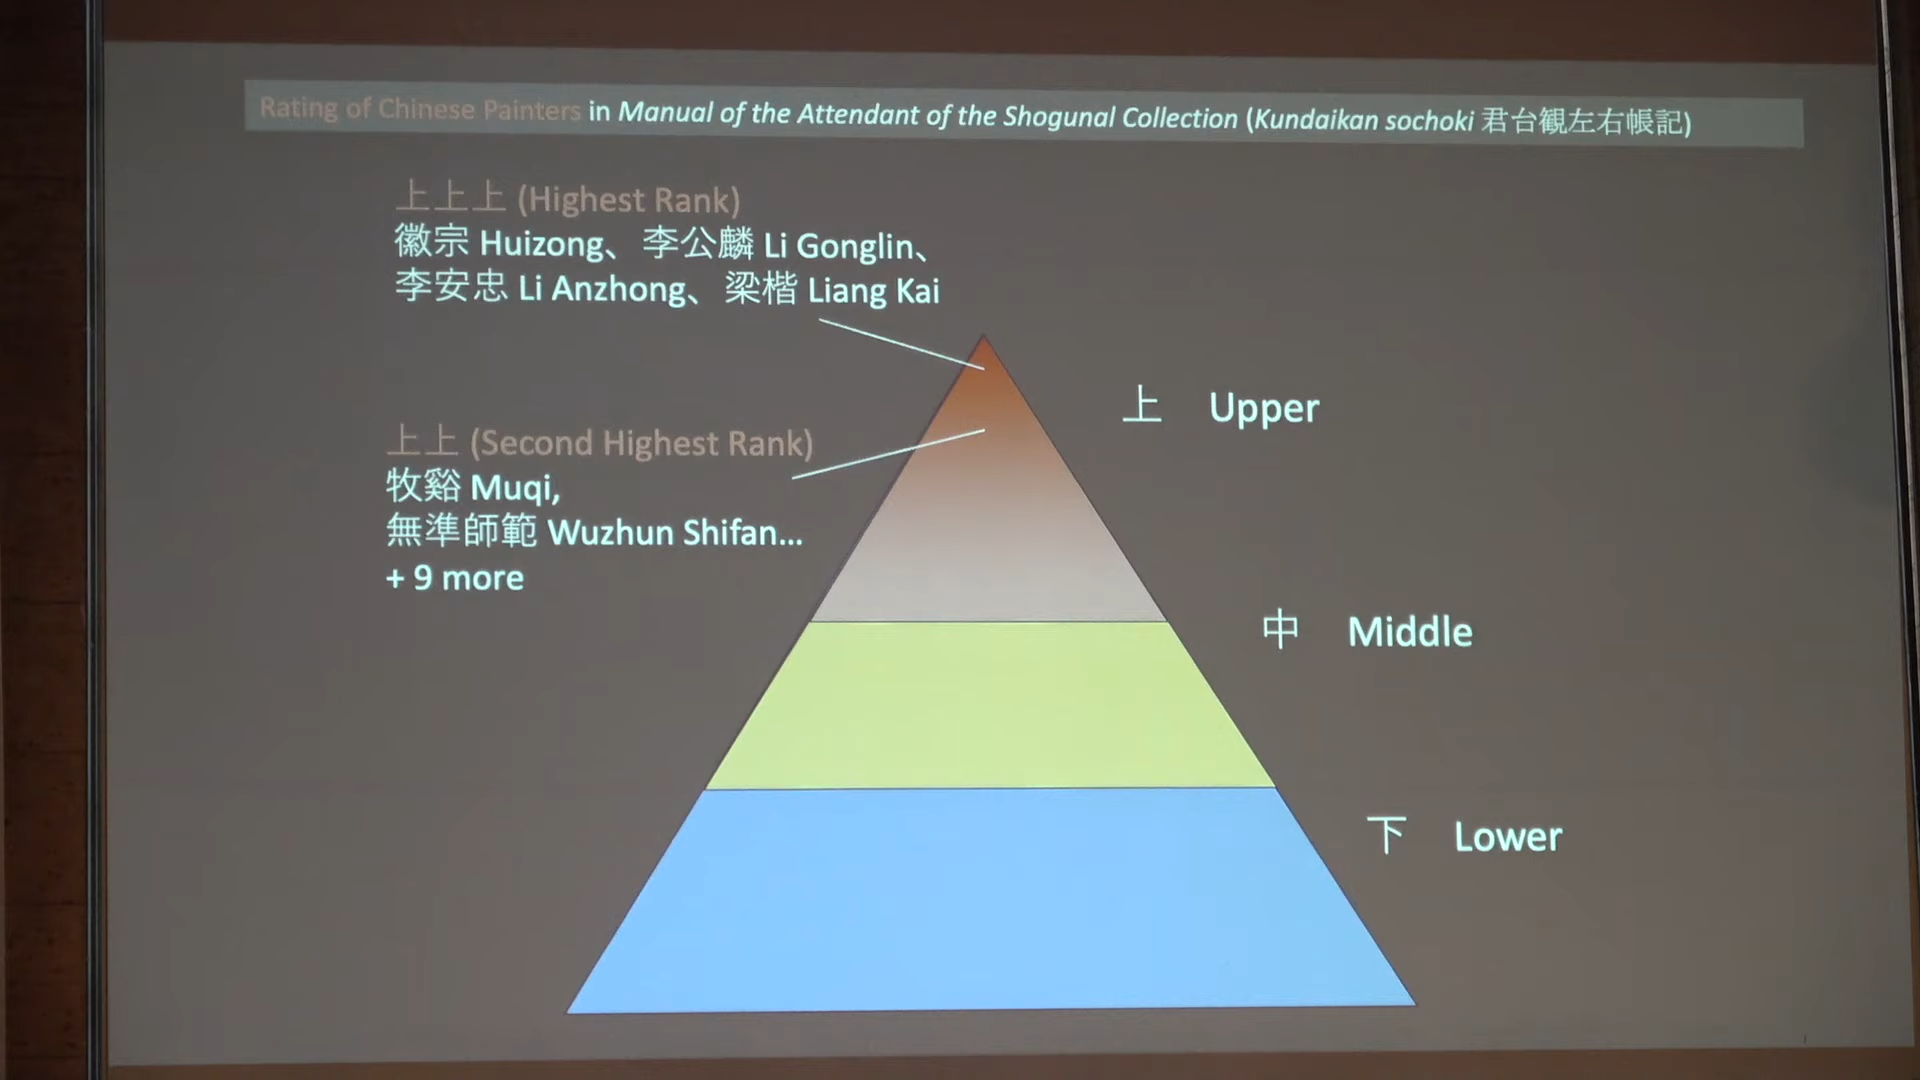 Rating of Chinese Painters in Manual of the Attendant of the Shogunal Collection (Kundaikan sochoki 君台観左右帳記)
上上上 (Highest Rank)
徽宗 Huizong、李公麟 Li Gonglin、
李安忠 Li Anzhong、梁楷 Liang Kai
上 Upper
上上 (Second Highest Rank)
牧谿 Muqi,
無準師範 Wuzhun Shifan...
+ 9 more
中 Middle
下 Lower